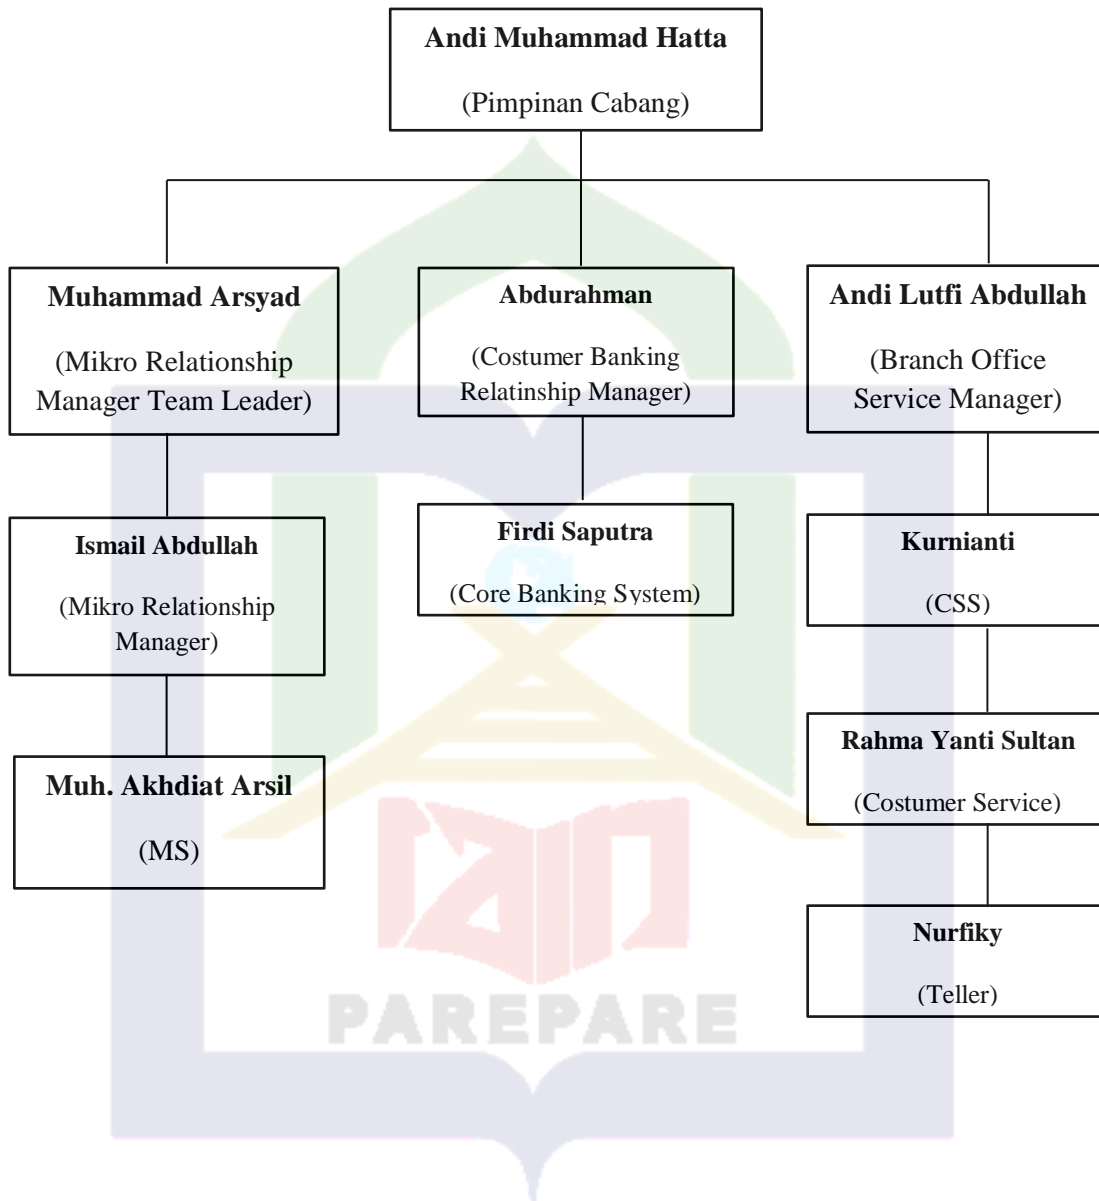 Andi Muhammad Hatta
(Pimpinan Cabang)
Muhammad Arsyad
(Mikro Relationship
Manager Team Leader)
Abdurahman
(Costumer Banking
Relatinship Manager)
Andi Lutfi Abdullah
(Branch Office
Service Manager)
Ismail Abdullah
(Mikro Relationship
Manager)
Firdi Saputra
(Core Banking System)
Kurnianti
(CSS)
Muh. Akhdiat Arsil
(MS)
Rahma Yanti Sultan
(Costumer Service)
Nurfiky
(Teller)
iain
PAREPARE